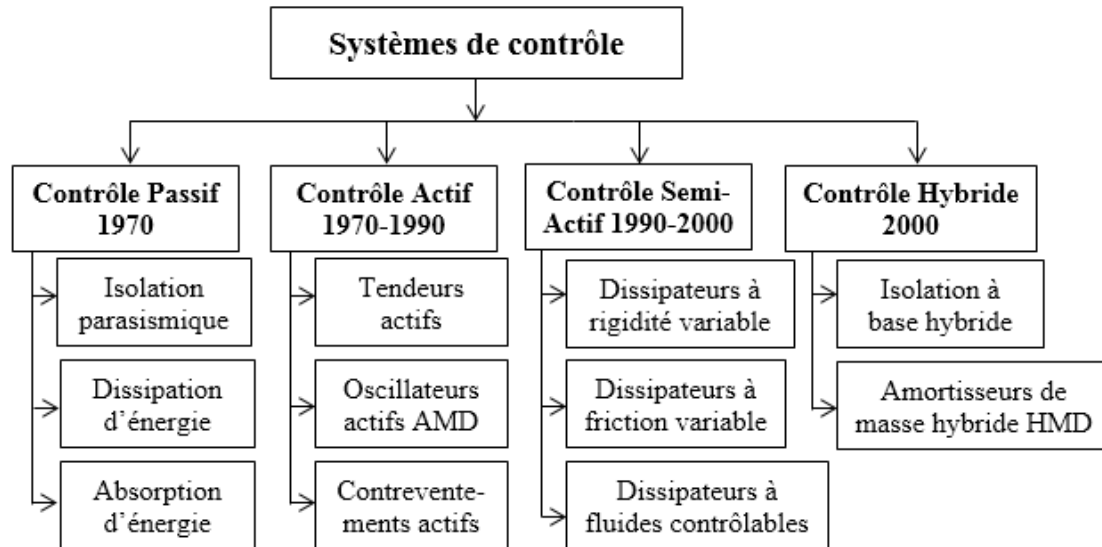 Systèmes de contrôle
Contrôle Passif
1970
Isolation
parasismique
Dissipation
d’énergie
Absorption
d’énergie
Contrôle Actif
1970-1990
Tendeurs
actifs
Oscillateurs
actifs AMD
Contrevente-
ments actifs
Contrôle Semi-
Actif 1990-2000
Dissipateurs à
rigidité variable
Dissipateurs à
friction variable
Dissipateurs à
fluides contrôlables
Contrôle Hybride
2000
Isolation à
base hybride
Amortisseurs de
masse hybride HMD